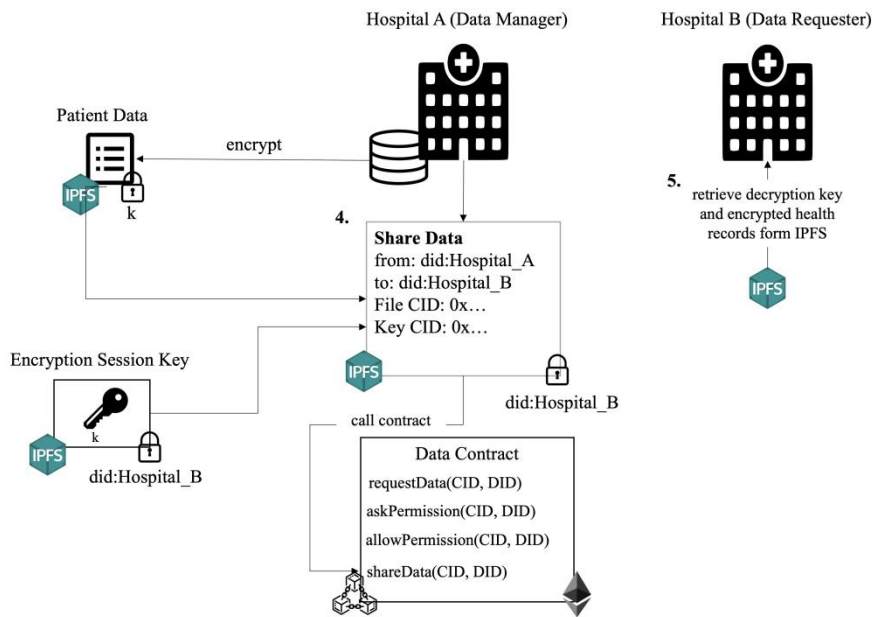 Hospital A (Data Manager)
Hospital B (Data Requester)
Patient Data
encrypt
IPFS
k
4.
Share Data
from: did:Hospital_A
to: did:Hospital_B
File CID: 0x…
Key CID: 0x…
IPFS
did:Hospital_B
5.
retrieve decryption key
and encrypted health
records form IPFS
IPFS
Encryption Session Key
k
IPFS
did:Hospital_B
call contract
Data Contract
requestData(CID, DID)
askPermission(CID, DID)
allowPermission(CID, DID)
shareData(CID, DID)